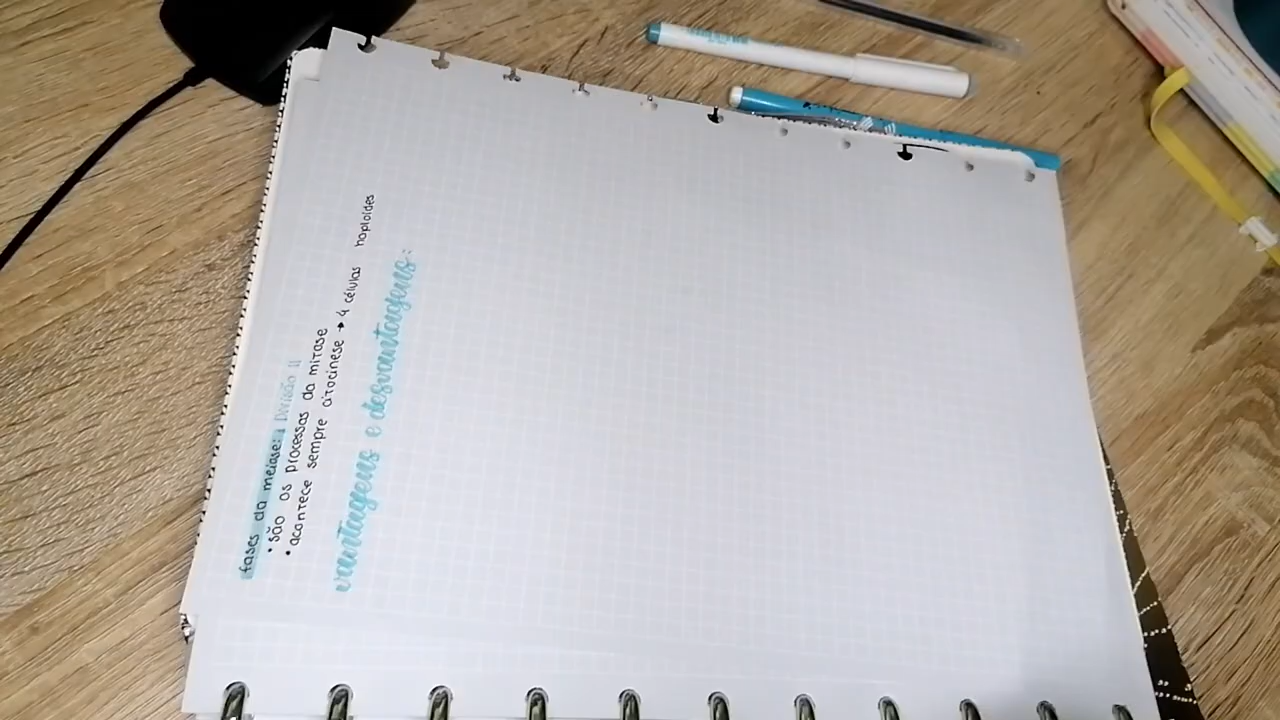 fases da meiose: | Divisão II
• são os processos da mitose
• acontece sempre citocinese → 4 células haploides
vantagens e desvantagens: